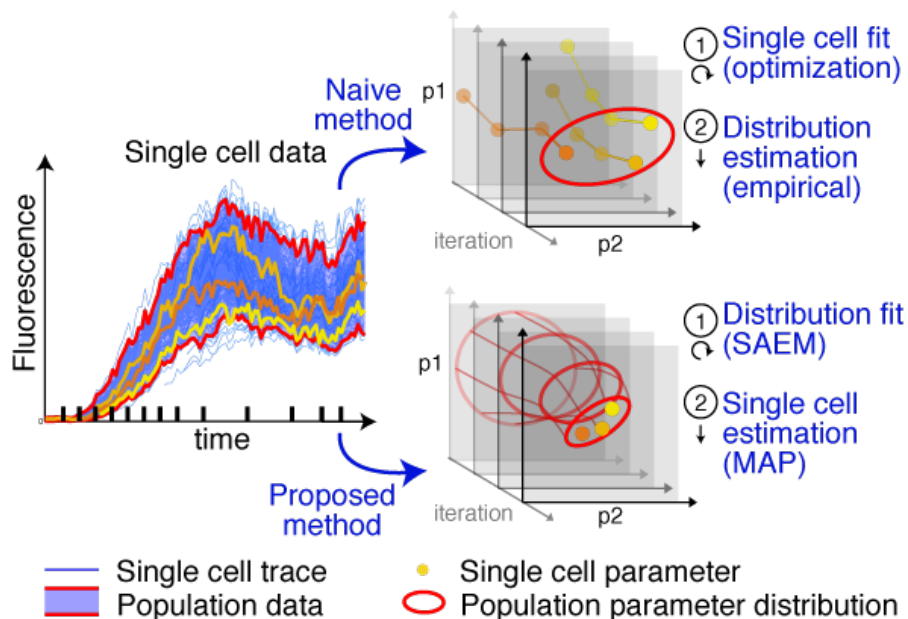 Single cell data
Fluorescence
0
time
Naive
method
Proposed
method
p1
iteration
p2
1 Single cell fit
(optimization)
2 Distribution
estimation
(empirical)
p1
iteration
p2
1 Distribution fit
(SAEM)
2 Single cell
estimation
(MAP)
Single cell trace
Population data
Single cell parameter
Population parameter distribution